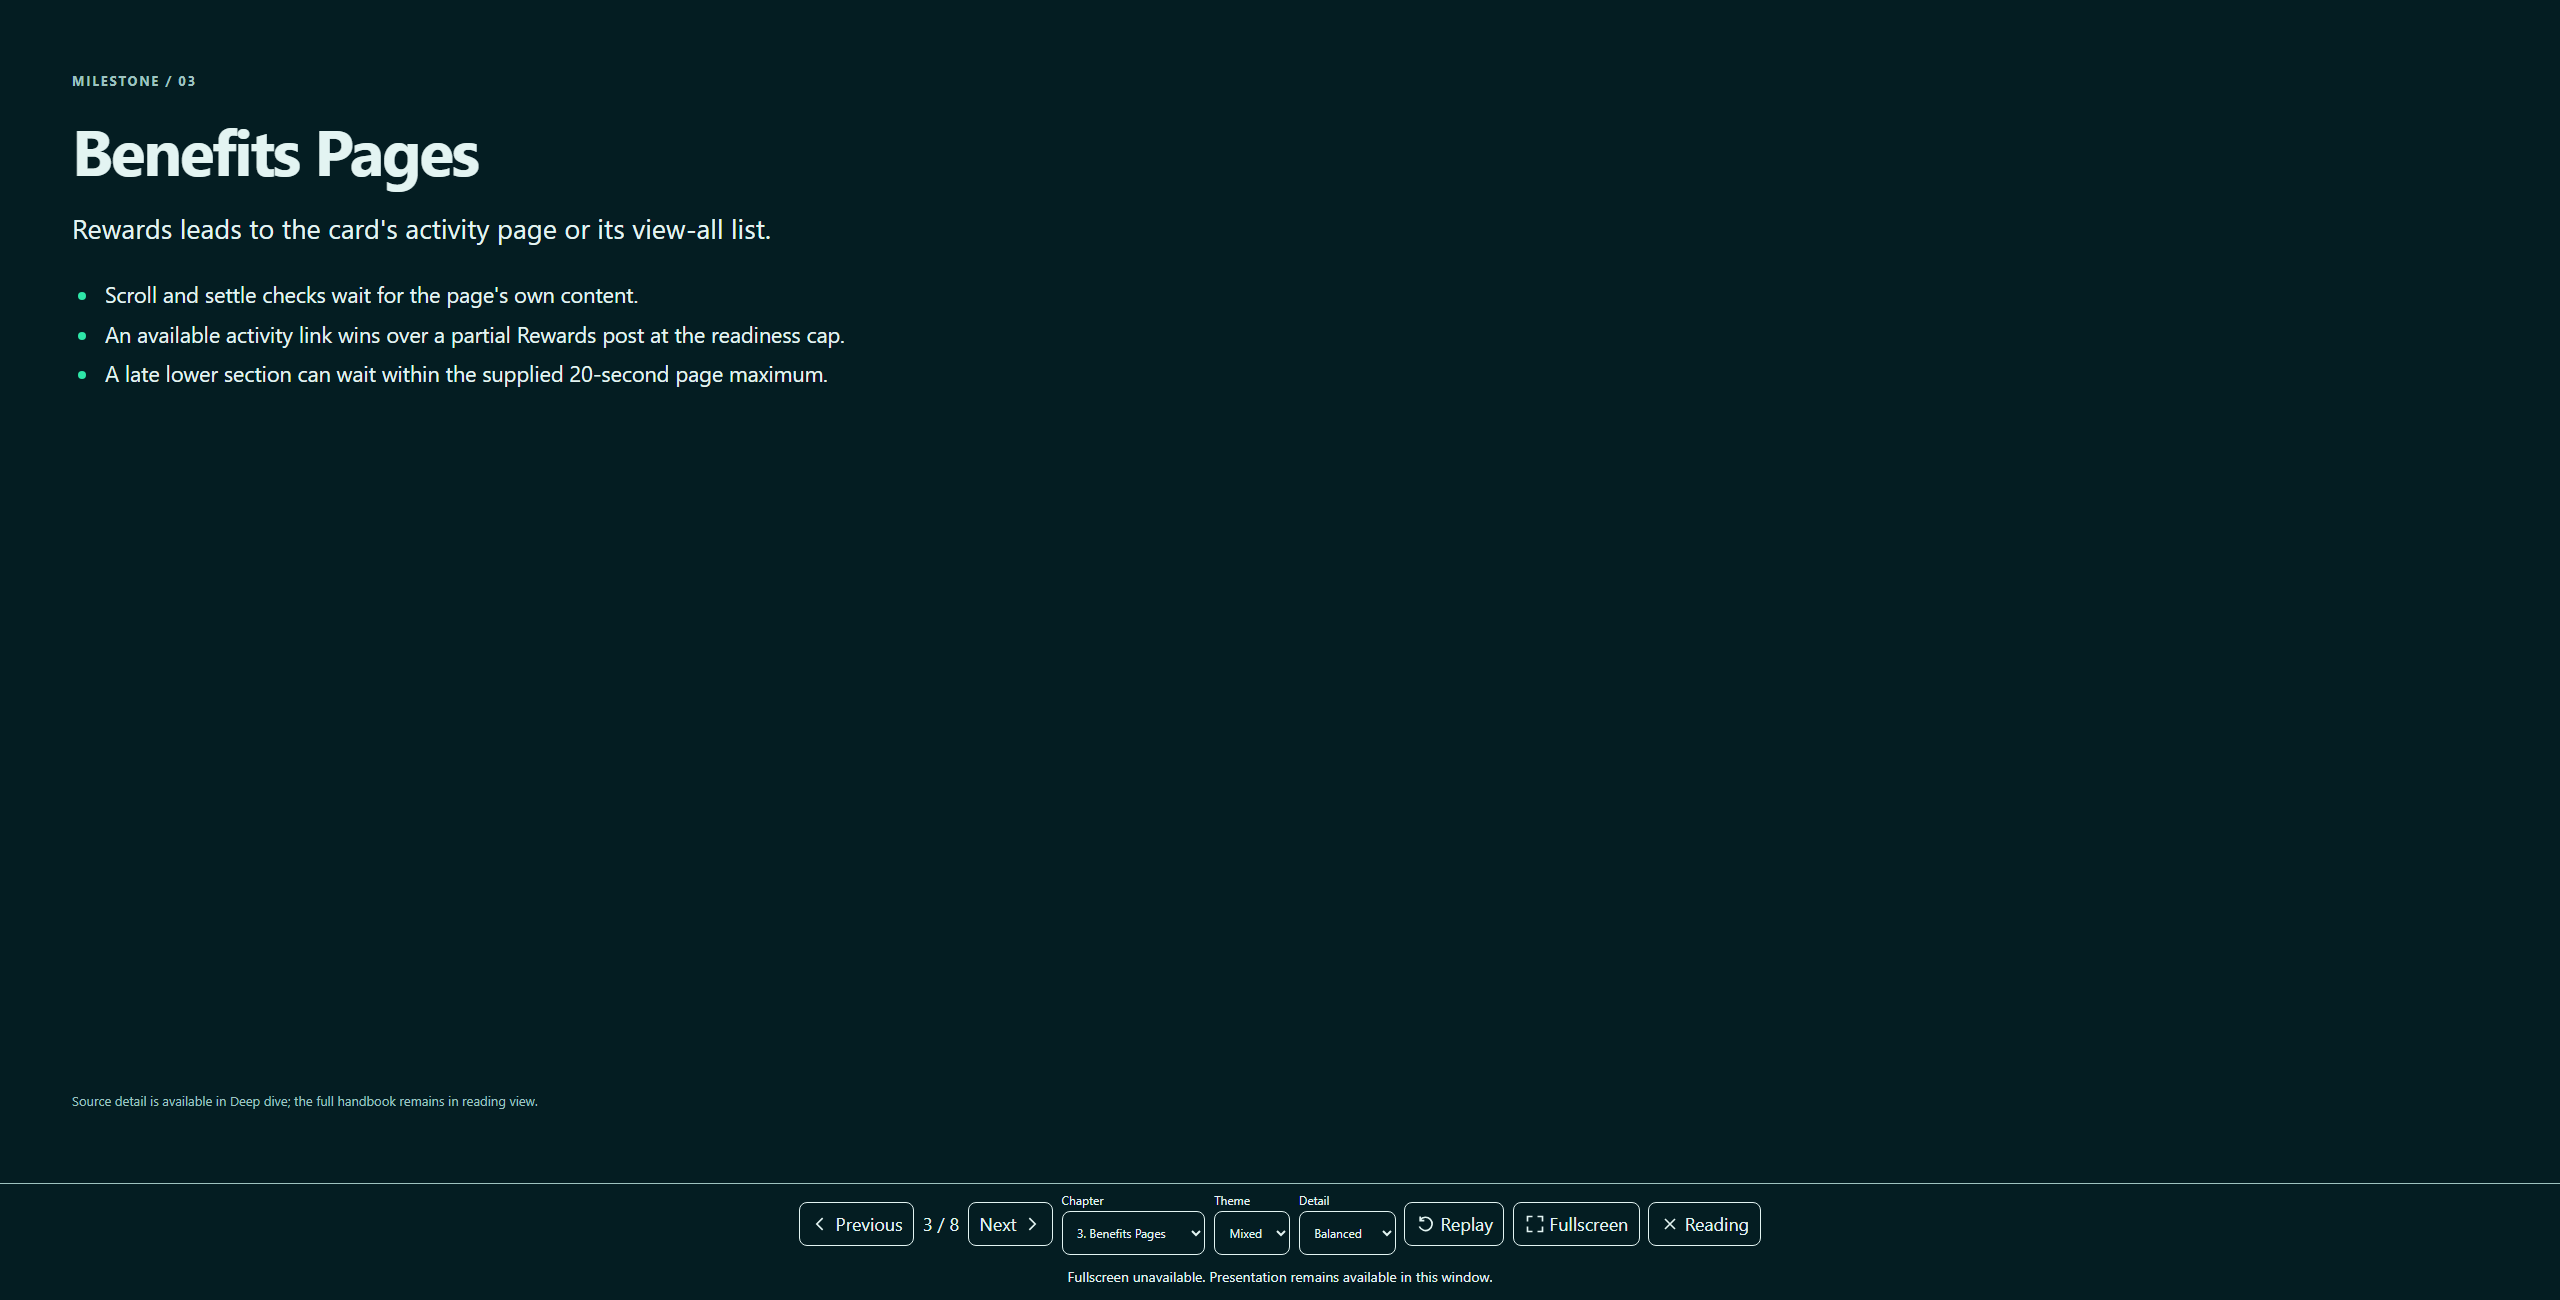 MILESTONE / 03
Benefits Pages
Rewards leads to the card's activity page or its view-all list.
Scroll and settle checks wait for the page's own content.
An available activity link wins over a partial Rewards post at the readiness cap.
A late lower section can wait within the supplied 20-second page maximum.
Source detail is available in Deep dive; the full handbook remains in reading view.
Chapter Theme Detail
Previous 3 / 8 Next 3. Benefits Pages Mixed Balanced Replay Fullscreen Reading
Fullscreen unavailable. Presentation remains available in this window.